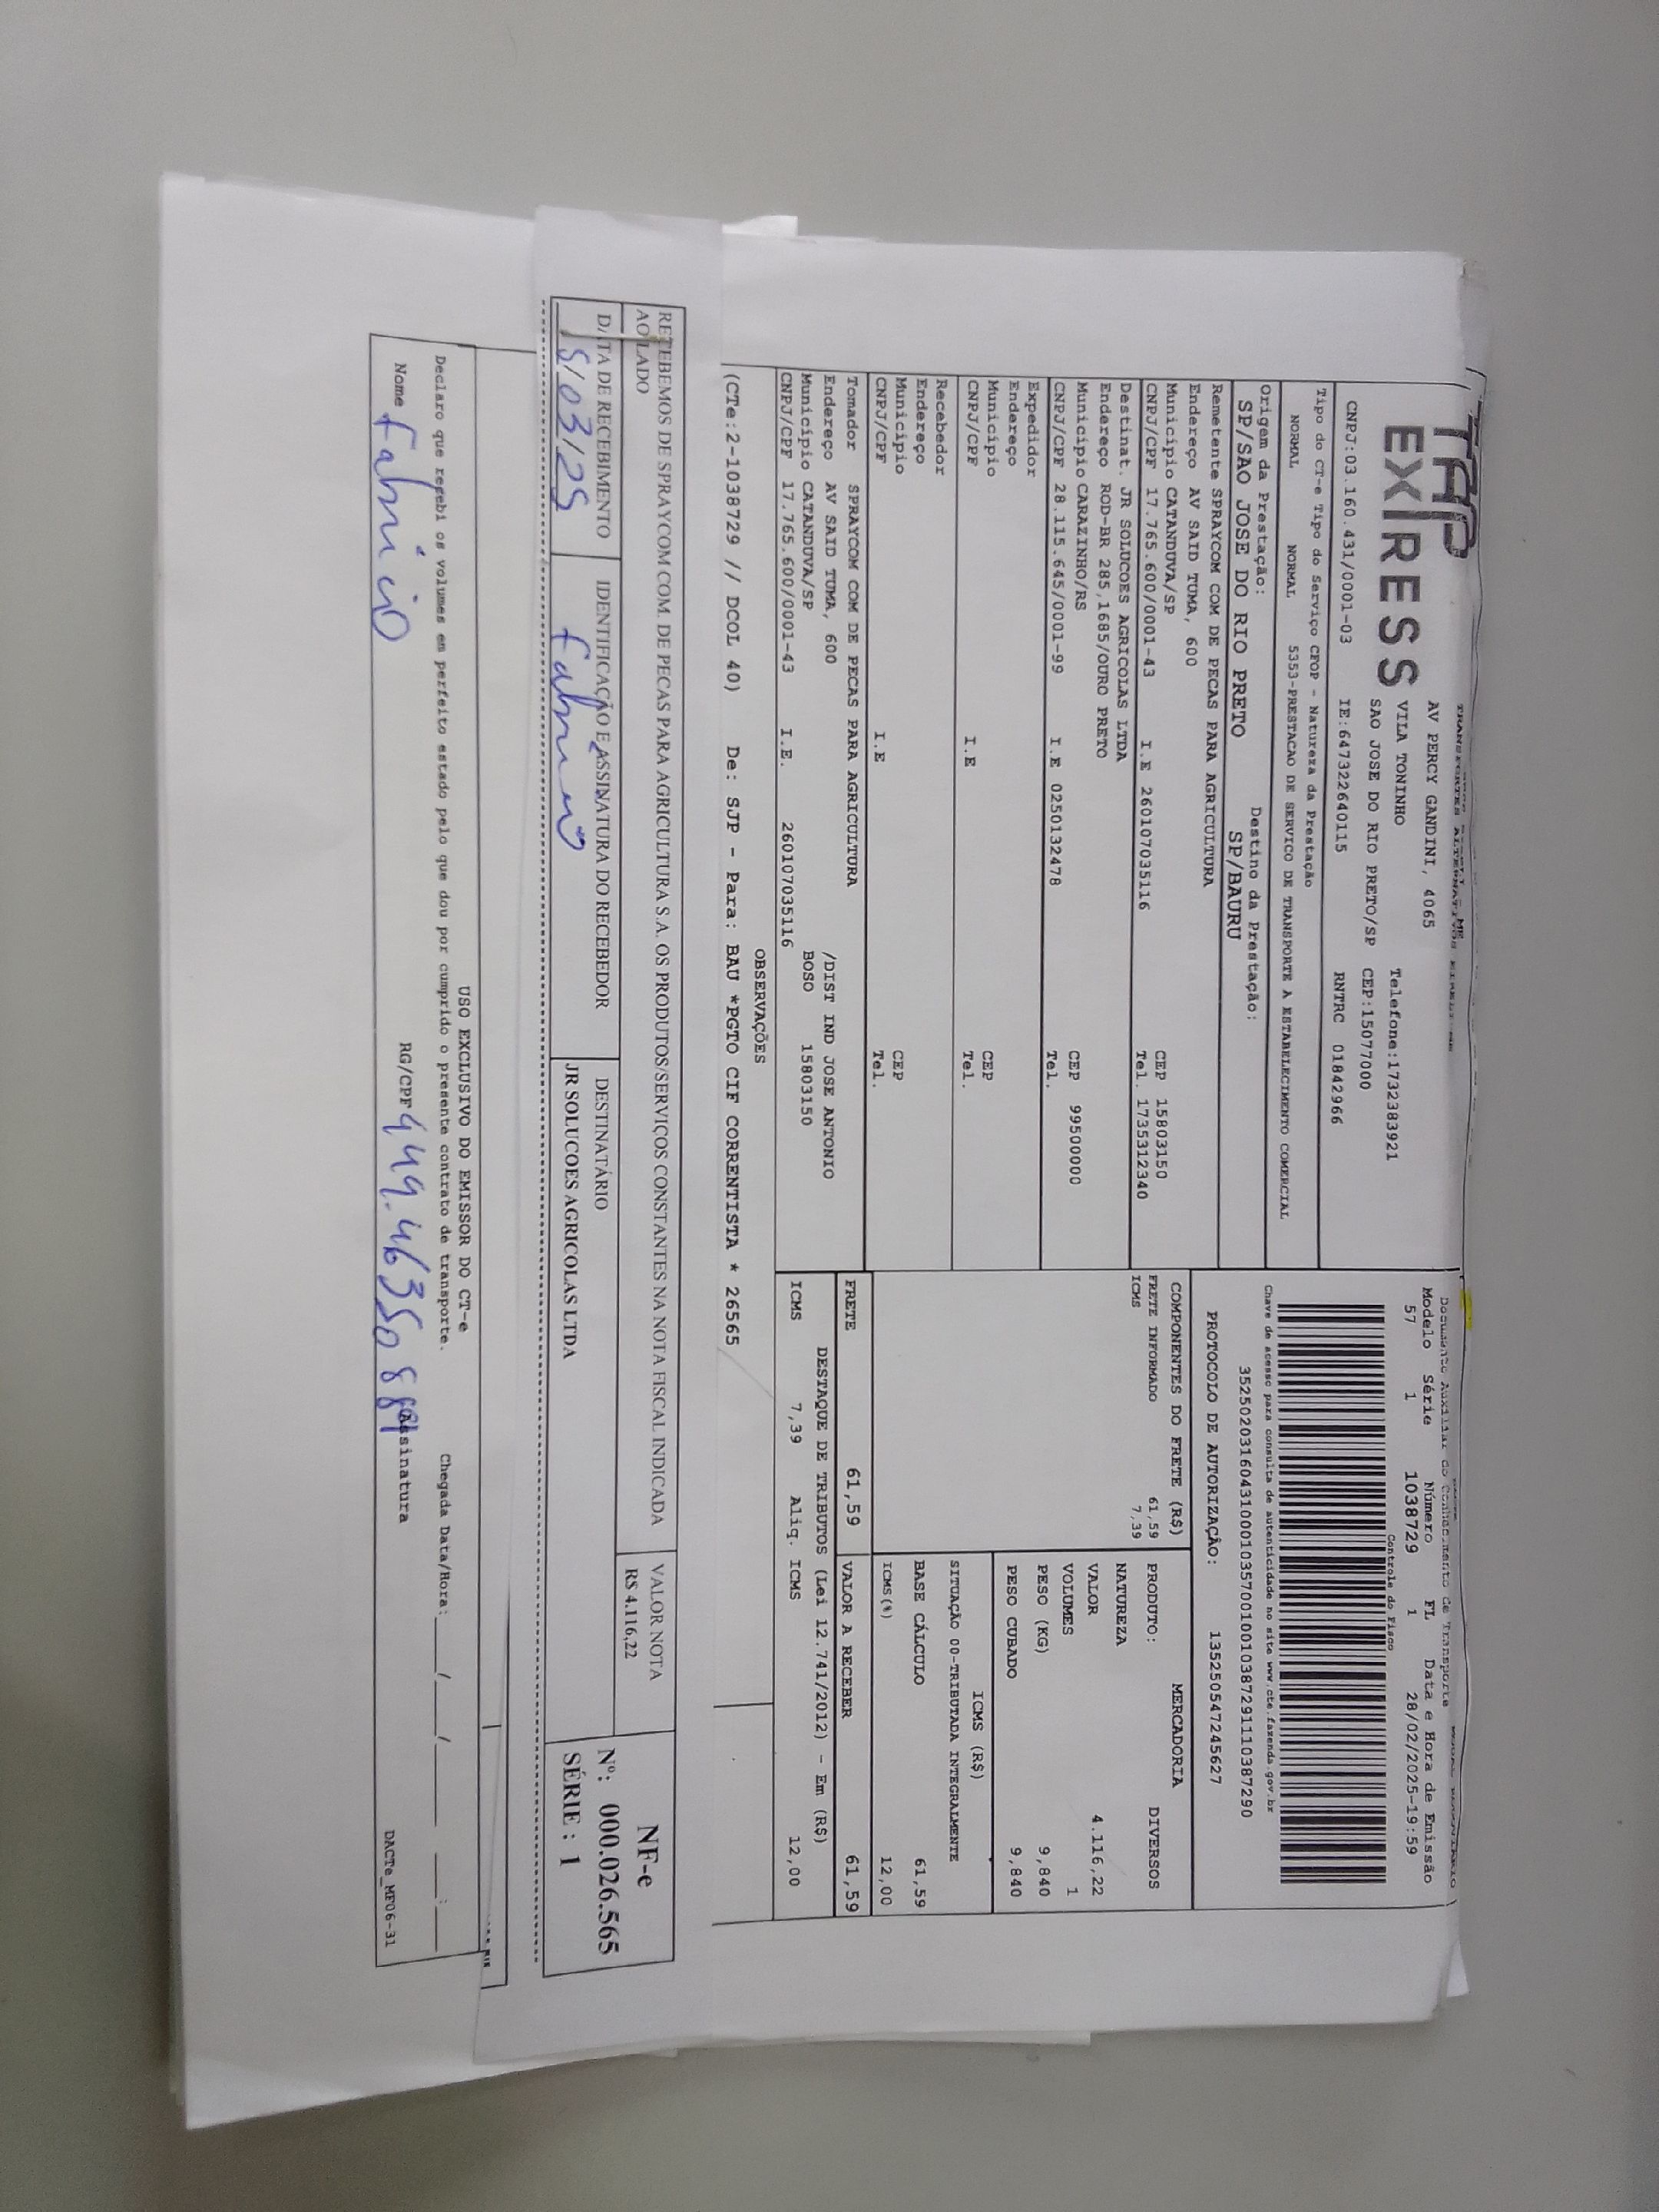 TAP
EXPRESS
AV PERCY GANDINI, 4065
VILA TONINHO
Telefone:1732383921
SAO JOSE DO RIO PRETO/SP CEP:15077000
CNPJ:03.160.431/0001-03 IE:647322640115 RNTRC 01842966
Tipo do CT-e Tipo do Serviço CFOP - Natureza da Prestação
NORMAL NORMAL 5353-PRESTACAO DE SERVICO DE TRANSPORTE A ESTABELECIMENTO COMERCIAL
Origem da Prestação: Destino da Prestação:
SP/SAO JOSE DO RIO PRETO SP/BAURU
Remetente SPRAYCOM COM DE PECAS PARA AGRICULTURA
Endereço AV SAID TUMA, 600
Município CATANDUVA/SP CEP 15803150
CNPJ/CPF 17.765.600/0001-43 I.E 260107035116 Tel. 1735312340
Destinat. JR SOLUCOES AGRICOLAS LTDA
Endereço ROD-BR 285,1685/OURO PRETO
Município CARAZINHO/RS CEP 99500000
CNPJ/CPF 28.115.645/0001-99 I.E 0250132478 Tel.
Expedidor
Endereço
Município CEP
CNPJ/CPF I.E Tel.
Recebedor
Endereço
Município CEP
CNPJ/CPF I.E Tel.
Tomador SPRAYCOM COM DE PECAS PARA AGRICULTURA
Endereço AV SAID TUMA, 600 /DIST IND JOSE ANTONIO
Município CATANDUVA/SP BOSO 15803150
CNPJ/CPF 17.765.600/0001-43 I.E. 260107035116
Documento Auxiliar do Conhecimento de Transporte
Modelo Série Número FL Data e Hora de Emissão
57 1 1038729 1 28/02/2025-19:59
Controle do Fisco
Chave de acesso para consulta de autenticidade no site www.cte.fazenda.gov.br
35250203160431000103570010010387291110387290
PROTOCOLO DE AUTORIZAÇÃO: 135250547245627
COMPONENTES DO FRETE (R$)
FRETE INFORMADO 61,59
ICMS 7,39
MERCADORIA
PRODUTO: DIVERSOS
NATUREZA
VALOR 4.116,22
VOLUMES 1
PESO (KG) 9,840
PESO CUBADO 9,840
ICMS (R$)
SITUAÇÃO 00-TRIBUTADA INTEGRALMENTE
BASE CÁLCULO 61,59
ICMS(%) 12,00
FRETE 61,59 VALOR A RECEBER 61,59
DESTAQUE DE TRIBUTOS (Lei 12.741/2012) - Em (R$)
ICMS 7,39 Aliq. ICMS 12,00
OBSERVAÇÕES
(CTe:2-1038729 // DCOL 40) De: SJP - Para: BAU *PGTO CIF CORRENTISTA * 26565
RECEBEMOS DE SPRAYCOM COM. DE PECAS PARA AGRICULTURA S.A. OS PRODUTOS/SERVIÇOS CONSTANTES NA NOTA FISCAL INDICADA
AO LADO
VALOR NOTA
R$ 4.116,22
DATA DE RECEBIMENTO
IDENTIFICAÇÃO E ASSINATURA DO RECEBEDOR
Fabricio
DESTINATÁRIO
JR SOLUCOES AGRICOLAS LTDA
NF-e
Nº: 000.026.565
SÉRIE : 1
USO EXCLUSIVO DO EMISSOR DO CT-e
Declaro que recebi os volumes em perfeito estado pelo que dou por cumprido o presente contrato de transporte. Chegada Data/Hora:____/____/______ ___:___
Nome Fabricio RG/CPF Assinatura
DACTe_MF06-31